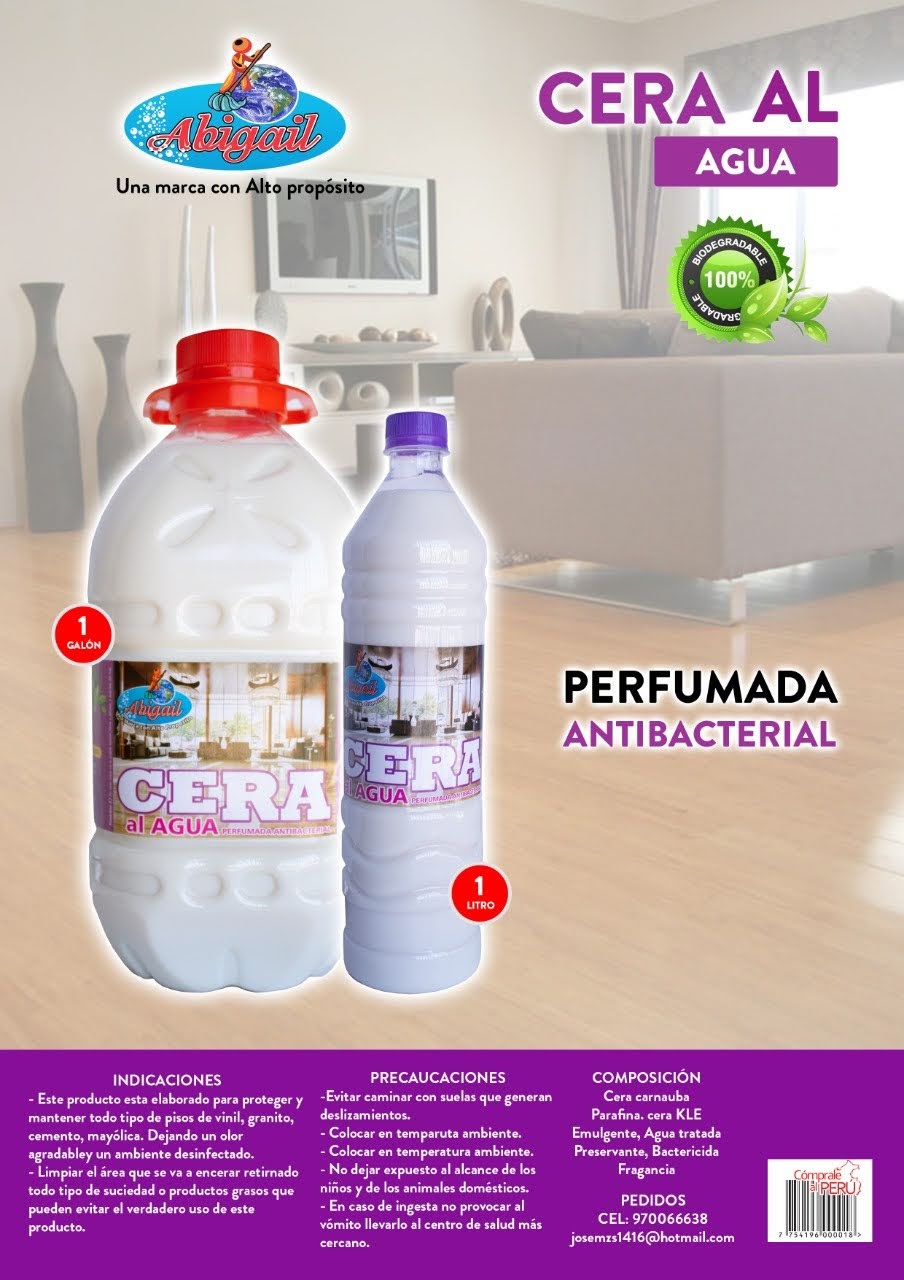 Abigail
Una marca con Alto propósito
CERA AL
AGUA
BIODEGRADABLE
100%
1
GALÓN
Abigail
CERA
al AGUA PERFUMADA ANTIBACTERIAL
Abigail
CERA
al AGUA
1
LITRO
PERFUMADA
ANTIBACTERIAL
INDICACIONES
- Este producto esta elaborado para proteger y
mantener todo tipo de pisos de vinil, granito,
cemento, mayólica. Dejando un olor
agradabley un ambiente desinfectado.
- Limpiar el área que se va a encerar retirnado
todo tipo de suciedad o productos grasos que
pueden evitar el verdadero uso de este
producto.
PRECAUCACIONES
-Evitar caminar con suelas que generan
deslizamientos.
- Colocar en temparuta ambiente.
- Colocar en temperatura ambiente.
- No dejar expuesto al alcance de los
niños y de los animales domésticos.
- En caso de ingesta no provocar al
vómito llevarlo al centro de salud más
cercano.
COMPOSICIÓN
Cera carnauba
Parafina. cera KLE
Emulgente, Agua tratada
Preservante, Bactericida
Fragancia
PEDIDOS
CEL: 970066638
josemzs1416@hotmail.com
Cómprale
al PERÚ
7 754196 000018 >